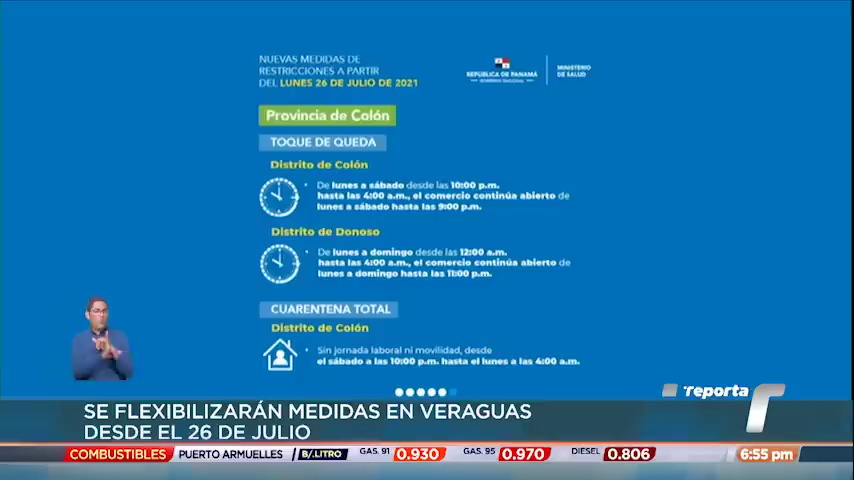 NUEVAS MEDIDAS DE
RESTRICCIONES A PARTIR
DEL LUNES 26 DE JULIO DE 2021
REPÚBLICA DE PANAMÁ
— GOBIERNO NACIONAL —
MINISTERIO
DE SALUD
Provincia de Colón
TOQUE DE QUEDA
Distrito de Colón
• De lunes a sábado desde las 10:00 p.m.
hasta las 4:00 a.m., el comercio continúa abierto de
lunes a sábado hasta las 9:00 p.m.
Distrito de Donoso
• De lunes a domingo desde las 12:00 a.m.
hasta las 4:00 a.m., el comercio continúa abierto de
lunes a domingo hasta las 11:00 p.m.
CUARENTENA TOTAL
Distrito de Colón
• Sin jornada laboral ni movilidad, desde
el sábado a las 10:00 p.m. hasta el lunes a las 4:00 a.m.
Treporta T
SE FLEXIBILIZARÁN MEDIDAS EN VERAGUAS
DESDE EL 26 DE JULIO
COMBUSTIBLES PUERTO ARMUELLES B/.LITRO GAS. 91 0.930 GAS. 95 0.970 DIESEL 0.806 6:55 pm